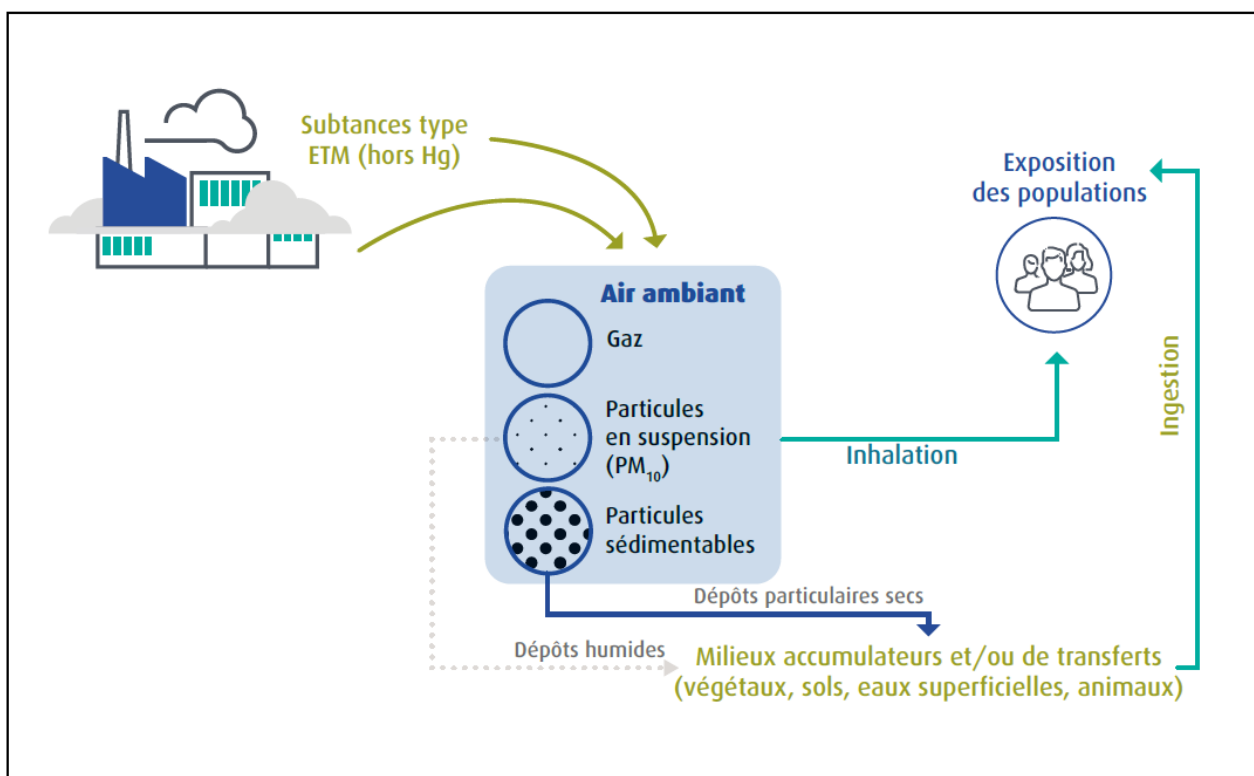 Subtances type
ETM (hors Hg)
Exposition
des populations
Air ambiant
Gaz
Particules
en suspension
(PM10)
Inhalation
Ingestion
Particules
sédimentables
Dépôts particulaires secs
Dépôts humides
Milieux accumulateurs et/ou de transferts
(végétaux, sols, eaux superficielles, animaux)